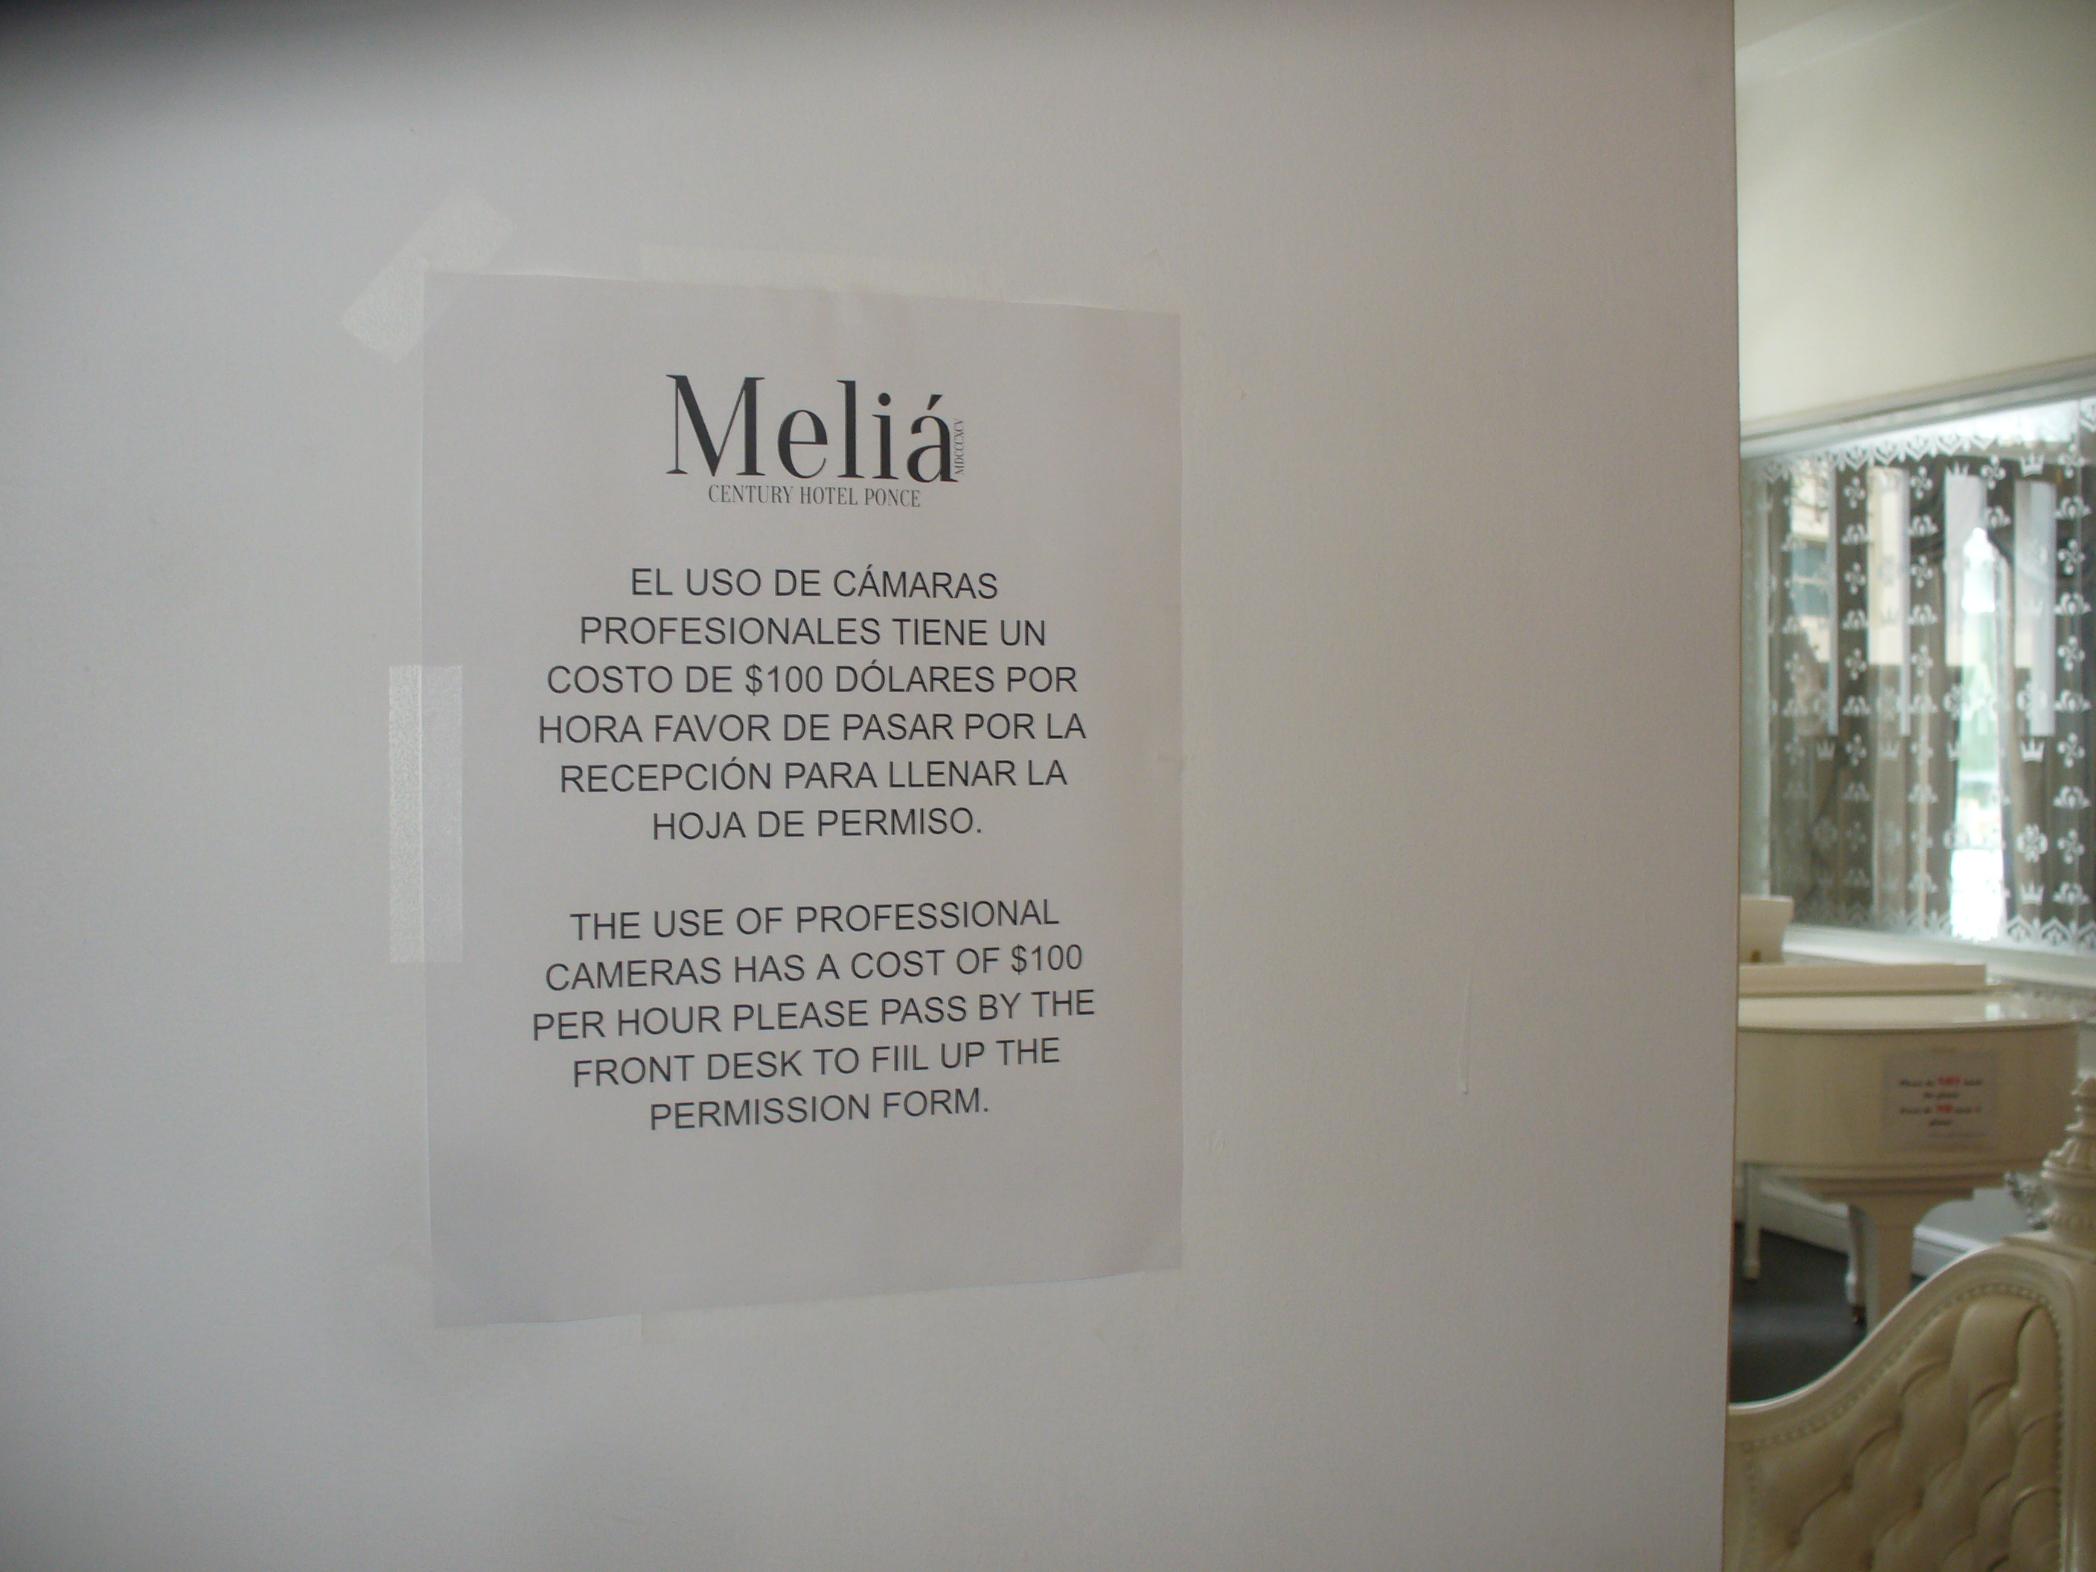 Meliá
MDCCCXCV
CENTURY HOTEL PONCE
EL USO DE CÁMARAS
PROFESIONALES TIENE UN
COSTO DE $100 DÓLARES POR
HORA FAVOR DE PASAR POR LA
RECEPCIÓN PARA LLENAR LA
HOJA DE PERMISO.
THE USE OF PROFESSIONAL
CAMERAS HAS A COST OF $100
PER HOUR PLEASE PASS BY THE
FRONT DESK TO FIIL UP THE
PERMISSION FORM.